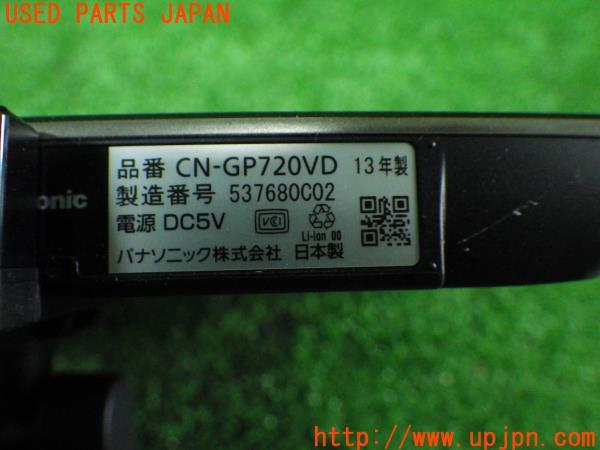 USED PARTS JAPAN
品番 CN-GP720VD 13年製
onic
製造番号 537680C02
電源 DC5V VCCI Li-ion 00
パナソニック株式会社 日本製
http://www.upjpn.com